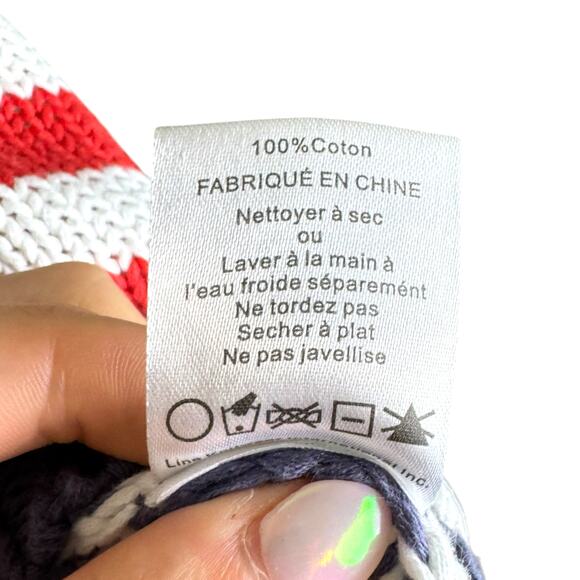 100%Coton
FABRIQUÉ EN CHINE
Nettoyer à sec
ou
Laver à la main à
l'eau froide séparément
Ne tordez pas
Secher à plat
Ne pas javellise
Inc.